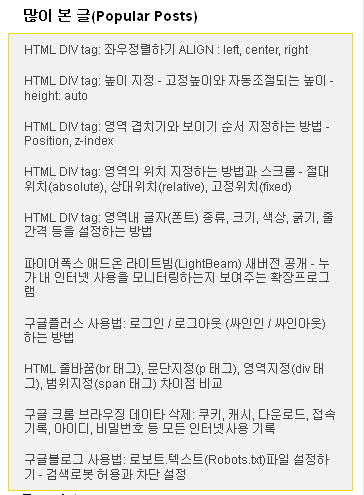 많이 본 글(Popular Posts)
HTML DIV tag: 좌우정렬하기 ALIGN : left, center, right
HTML DIV tag: 높이 지정 - 고정높이와 자동조절되는 높이 -
height: auto
HTML DIV tag: 영역 겹치기와 보이기 순서 지정하는 방법 -
Position, z-index
HTML DIV tag: 영역의 위치 지정하는 방법과 스크롤 - 절대
위치(absolute), 상대위치(relative), 고정위치(fixed)
HTML DIV tag: 영역내 글자(폰트) 종류, 크기, 색상, 굵기, 줄
간격 등을 설정하는 방법
파이어폭스 애드온 라이트빔(LightBeam) 새버전 공개 - 누
가 내 인터넷 사용을 모니터링하는지 보여주는 확장프로그
램
구글플러스 사용법: 로그인 / 로그아웃 (싸인인 / 싸인아웃)
하는 방법
HTML 줄바꿈(br 태그), 문단지정(p 태그), 영역지정(div 태
그), 범위지정(span 태그) 차이점 비교
구글 크롬 브라우징 데이타 삭제: 쿠키, 캐시, 다운로드, 접속
기록, 아이디, 비밀번호 등 모든 인터넷사용 기록
구글블로그 사용법: 로보트.텍스트(Robots.txt)파일 설정하
기 - 검색로봇 허용과 차단 설정